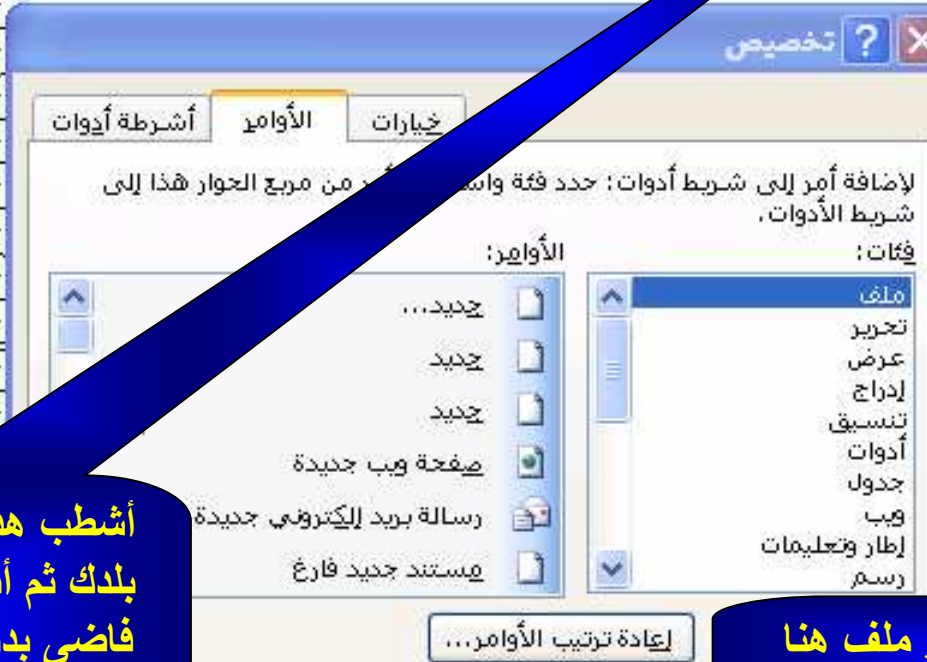 تخصيص
خيارات
الأوامر
أشرطة أدوات
لإضافة أمر إلى شريط أدوات: حدد فئة من مربع الحوار هذا إلى
شريط الأدوات.
فئات:
الأوامر:
ملف
تحرير
عرض
إدراج
تنسيق
أدوات
جدول
ويب
إطار وتعليمات
رسم
جديد...
جديد
جديد
صفحة ويب جديدة
رسالة بريد إلكتروني جديدة
مستند جديد فارغ
إعادة ترتيب الأوامر...
أشطب
بلدك ثم
فاضي
ملف هنا